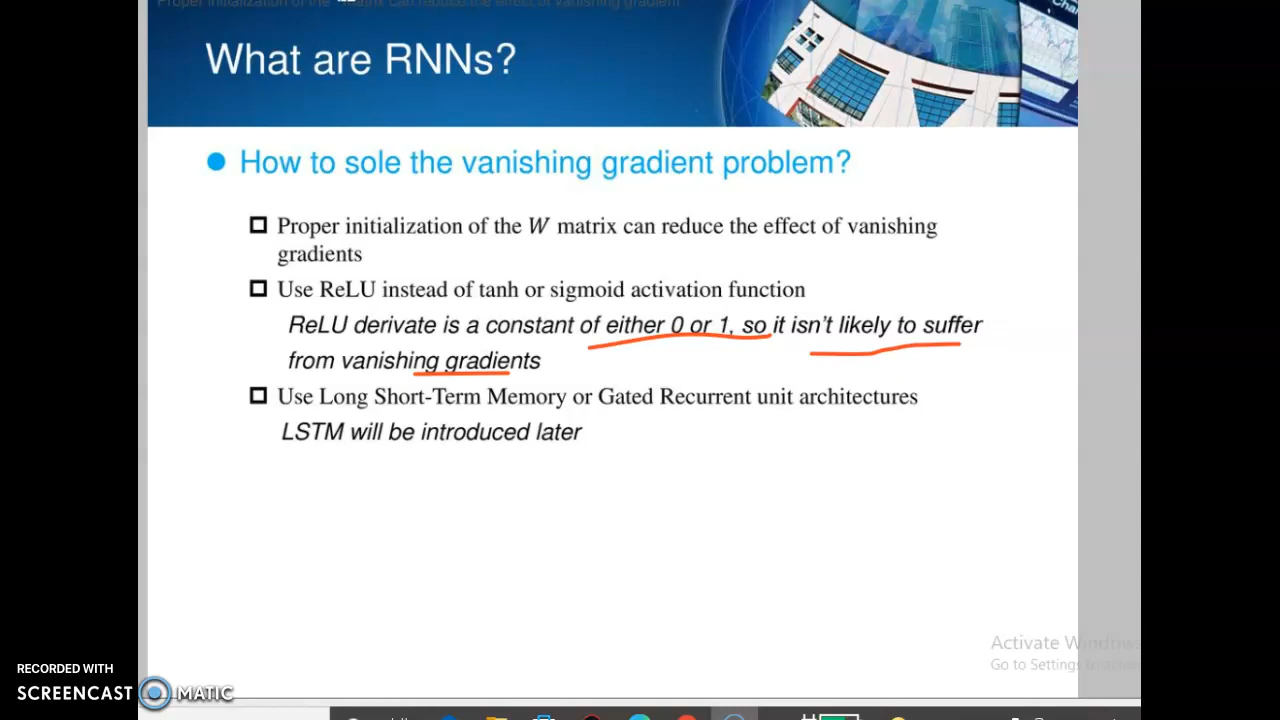 Proper initialization of the matrix can reduce the effect of vanishing gradient
Chan
What are RNNs?
How to sole the vanishing gradient problem?
Proper initialization of the W matrix can reduce the effect of vanishing
gradients
Use ReLU instead of tanh or sigmoid activation function
ReLU derivate is a constant of either 0 or 1, so it isn't likely to suffer
from vanishing gradients
Use Long Short-Term Memory or Gated Recurrent unit architectures
LSTM will be introduced later
Activate Windows
Go to Settings
RECORDED WITH
SCREENCAST MATIC